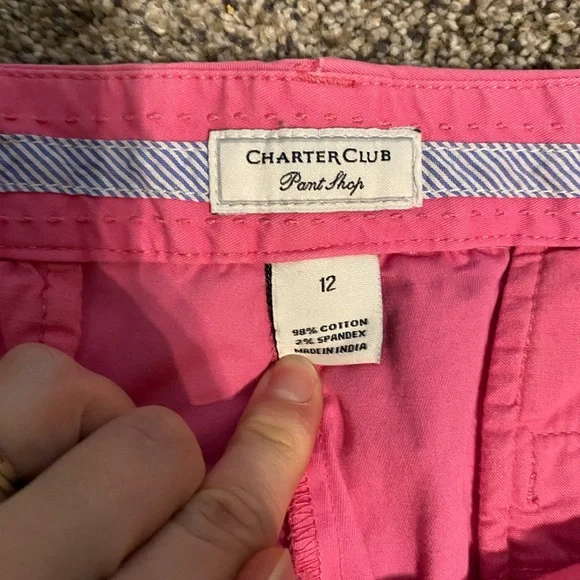 CHARTER CLUB
Pant Shop
12
98% COTTON
2% SPANDEX
MADE IN INDIA